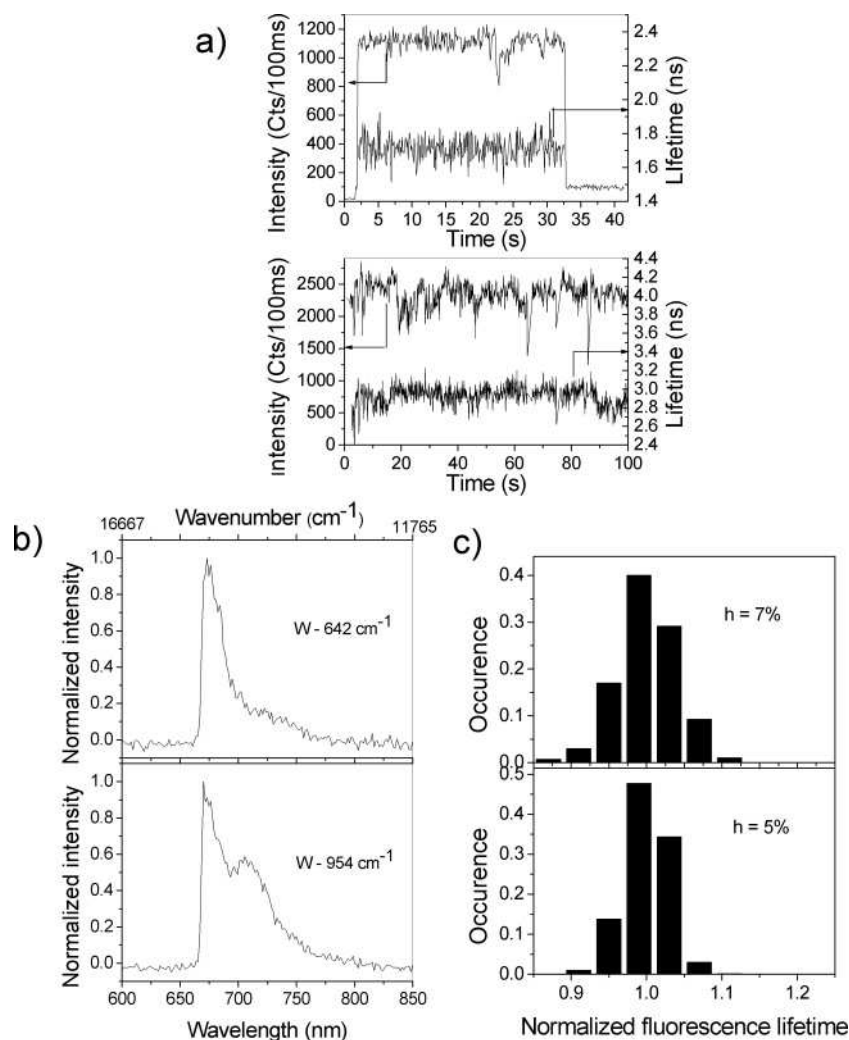 a)
1200
1000
800
600
400
200
0
Intensity (Cts/100ms)
2.4
2.2
2.0
1.8
1.6
1.4
LIfetime (ns)
0 5 10 15 20 25 30 35 40
Time (s)
2500
2000
1500
1000
500
0
Intensity (Cts/100ms)
4.4
4.2
4.0
3.8
3.6
3.4
3.2
3.0
2.8
2.6
2.4
Lifetime (ns)
0 20 40 60 80 100
Time (s)
b)
Wavenumber (cm-1)
16667 11765
1.0
0.8
0.6
0.4
0.2
0.0
Normalized intensity
W - 642 cm-1
1.0
0.8
0.6
0.4
0.2
0.0
Normalized intensity
W - 954 cm-1
600 650 700 750 800 850
Wavelength (nm)
c)
0.4
0.3
0.2
0.1
0.0
Occurence
h = 7%
0.5
0.4
0.3
0.2
0.1
0.0
Occurence
h = 5%
0.9 1.0 1.1 1.2
Normalized fluorescence lifetime